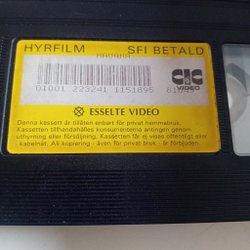 HYRFILM SFI BETALD
HAVANA
01001 223241 1151895
CIC
VIDEO
ESSELTE VIDEO
Denna kassett är tillåten enbart för privat hemmabruk.
Kassetten tillhandahålles konsumenterna antingen genom
uthyrning eller försäljning. Kassetten får ej visas offentligt eller i
kabelnät. All kopiering - även för privat bruk - är förbjuden.